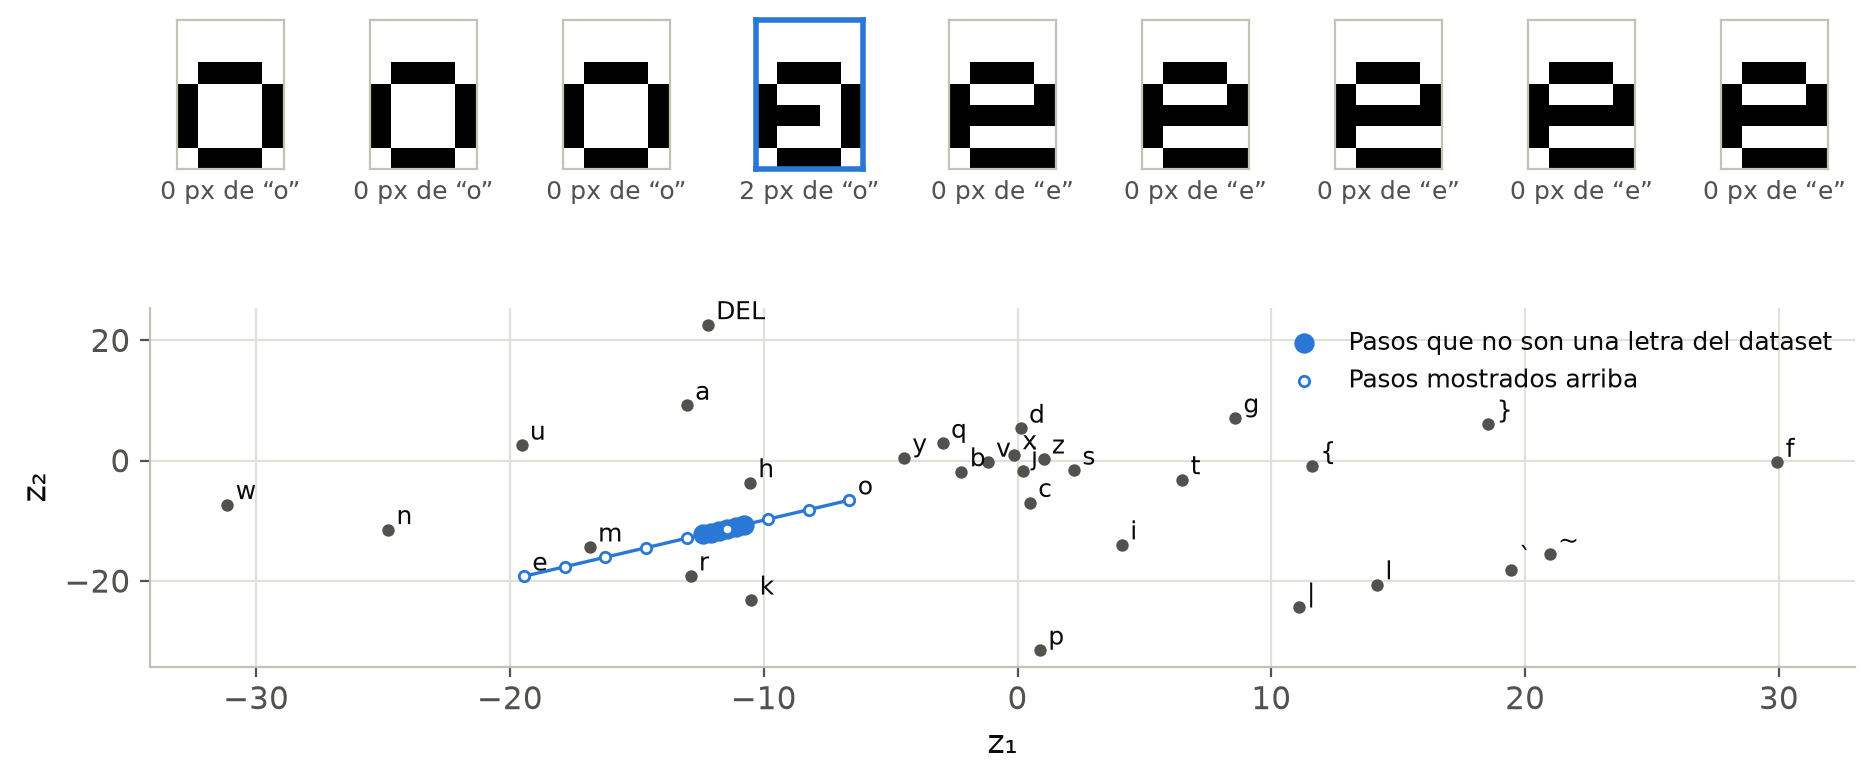 0 px de “o” 0 px de “o” 0 px de “o” 2 px de “o” 0 px de “e” 0 px de “e” 0 px de “e” 0 px de “e” 0 px de “e”
DEL
20
Pasos que no son una letra del dataset
Pasos mostrados arriba
a
g
}
d
u
q
y
x
v
z
b
j
s
{
f
0
h
t
w
o
c
n
m
i
e
r
l
` ~
−20
k
|
p
z₂
−30 −20 −10 0 10 20 30
z₁